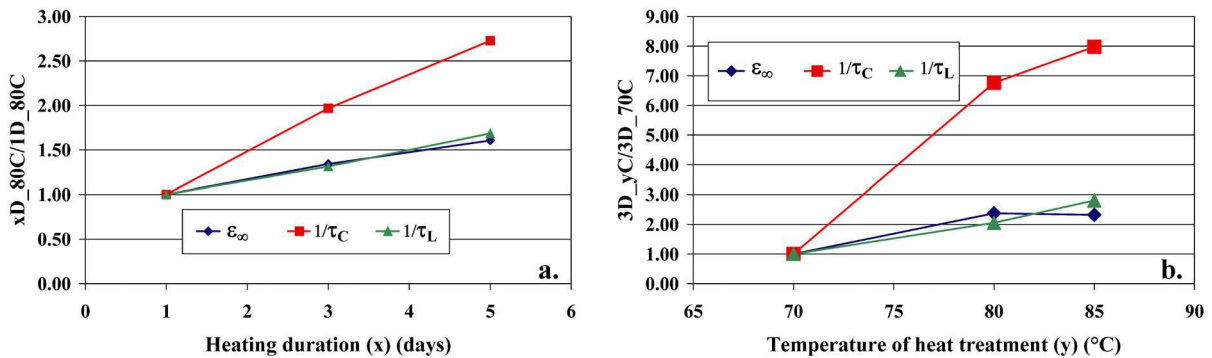 xD_80C/1D_80C
3.00
2.50
2.00
1.50
1.00
0.50
0.00
ε∞ 1/τC 1/τL
a.
0 1 2 3 4 5 6
Heating duration (x) (days)
3D_yC/3D_70C
9.00
8.00
7.00
6.00
5.00
4.00
3.00
2.00
1.00
0.00
ε∞ 1/τC 1/τL
b.
65 70 75 80 85 90
Temperature of heat treatment (y) (°C)